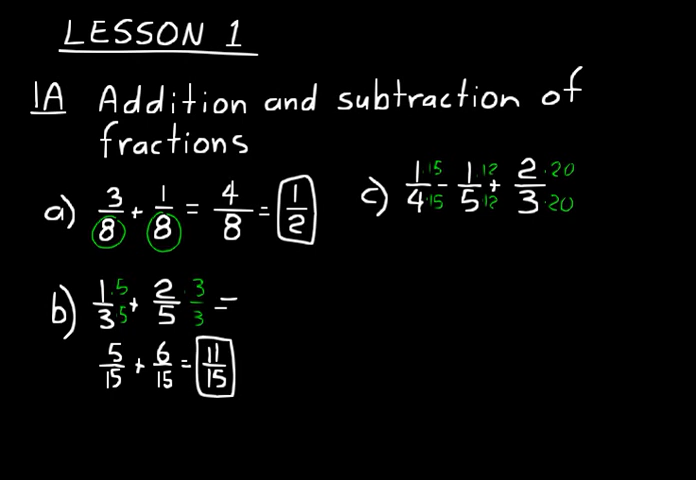 LESSON 1
1A Addition and subtraction of
fractions
a) 3/8 + 1/8 = 4/8 = 1/2
b) 1·5/3·5 + 2/5 · 3/3 =
5/15 + 6/15 = 11/15
c) 1·15/4·15 - 1·12/5·12 + 2·20/3·20